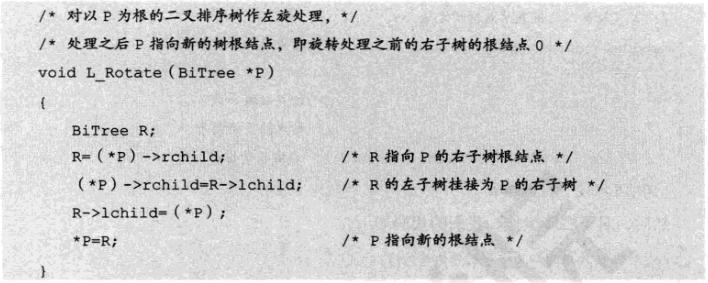 /* 对以 P 为根的二叉排序树作左旋处理，*/
/* 处理之后 P 指向新的树根结点，即旋转处理之前的右子树的根结点 0 */
void L_Rotate（BiTree *P）
{
BiTree R;
R=（*P）->rchild; /* R 指向 P 的右子树根结点 */
（*P）->rchild=R->lchild; /* R 的左子树挂接为 P 的右子树 */
R->lchild=（*P）;
*P=R; /* P 指向新的根结点 */
}